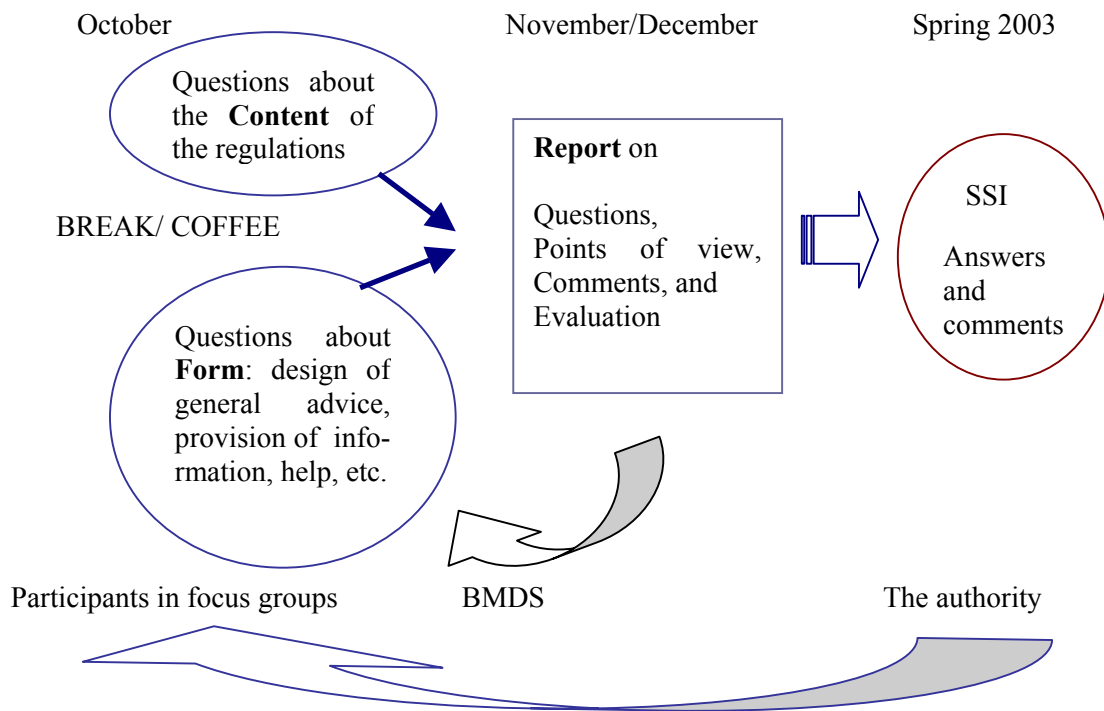 October
November/December
Spring 2003
Questions about
the Content of
the regulations
BREAK/ COFFEE
Questions about
Form: design of
general advice,
provision of infor-
mation, help, etc.
Report on
Questions,
Points of view,
Comments, and
Evaluation
SSI
Answers
and
comments
Participants in focus groups
BMDS
The authority